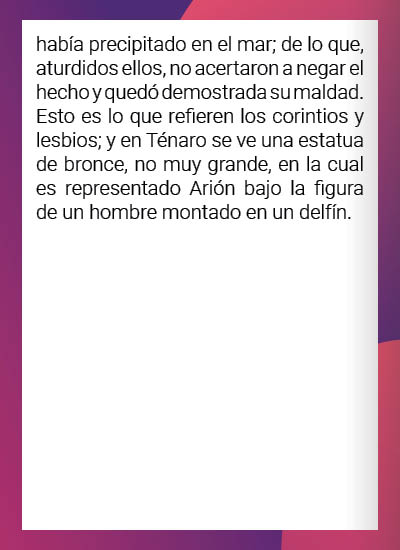 había precipitado en el mar; de lo que,
aturdidos ellos, no acertaron a negar el
hecho y quedó demostrada su maldad.
Esto es lo que refieren los corintios y
lesbios; y en Ténaro se ve una estatua
de bronce, no muy grande, en la cual
es representado Arión bajo la figura
de un hombre montado en un delfín.